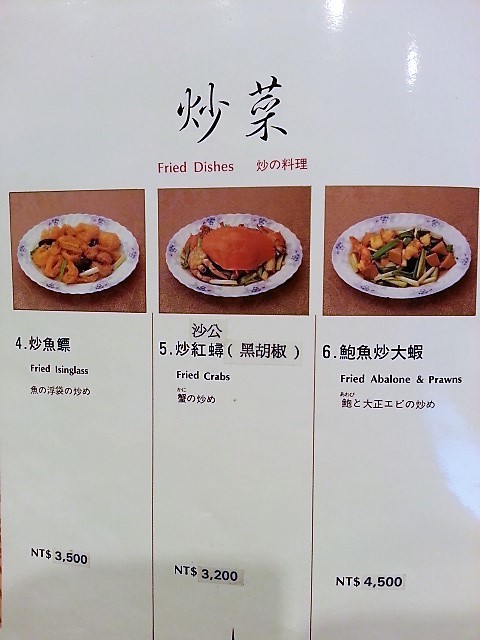 炒菜
Fried Dishes 炒の料理
4.炒魚鰾
Fried Isinglass
魚の浮袋の炒め
NT$ 3,500
沙公
5.炒紅蟳(黑胡椒)
Fried Crabs
かに
蟹の炒め
NT$ 3,200
6.鮑魚炒大蝦
Fried Abalone & Prawns
あわび
鮑と大正エビの炒め
NT$ 4,500